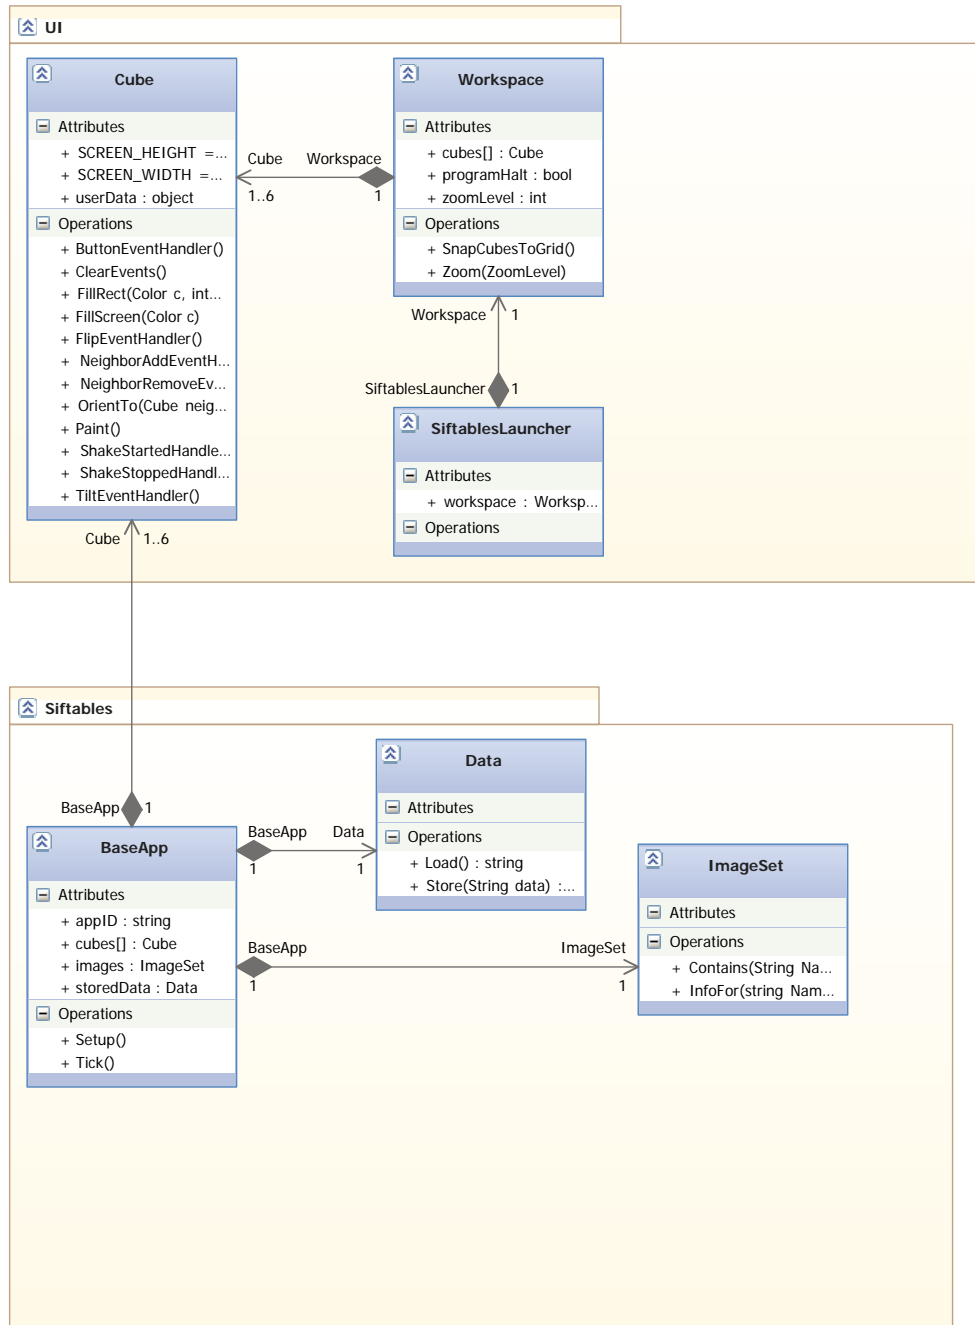 UI
Cube
Attributes
+ SCREEN_HEIGHT =...
+ SCREEN_WIDTH =...
+ userData : object
Operations
+ ButtonEventHandler()
+ ClearEvents()
+ FillRect(Color c, int...
+ FillScreen(Color c)
+ FlipEventHandler()
+ NeighborAddEventH...
+ NeighborRemoveEv...
+ OrientTo(Cube neig...
+ Paint()
+ ShakeStartedHandle...
+ ShakeStoppedHandl...
+ TiltEventHandler()
Cube Workspace
1..6 1
Workspace
Attributes
+ cubes[] : Cube
+ programHalt : bool
+ zoomLevel : int
Operations
+ SnapCubesToGrid()
+ Zoom(ZoomLevel)
Workspace 1
SiftablesLauncher 1
SiftablesLauncher
Attributes
+ workspace : Worksp...
Operations
Cube 1..6
Siftables
BaseApp 1
BaseApp
Attributes
+ appID : string
+ cubes[] : Cube
+ images : ImageSet
+ storedData : Data
Operations
+ Setup()
+ Tick()
BaseApp Data
1 1
Data
Attributes
Operations
+ Load() : string
+ Store(String data) :...
BaseApp ImageSet
1 1
ImageSet
Attributes
Operations
+ Contains(String Na...
+ InfoFor(string Nam...